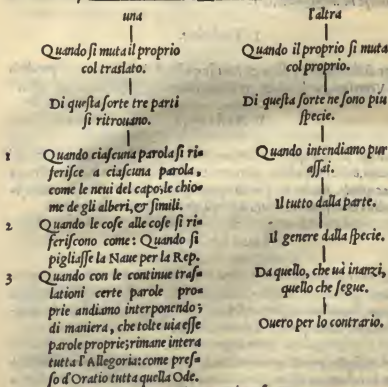 una
Quando ſi muta il proprio
col traslato.
Di queſta ſorte tre parti
ſi ritrouano.
1 Quando ciaſcuna parola ſi ri=
feriſce a ciaſcuna parola,
come le neui del capo;le chio=
me de gli alberi,& ſimili.
2 Quando le coſe alle coſe ſi ri=
feriſcono come: Quando ſi
pigliaſſe la Naue per la Rep.
3 Quando con le continue traſ=
lationi certe parole pro=
prie andiamo interponendo;
di maniera, che tolte uia eſſe
parole proprie;rimane intera
tutta l'Allegoria:come preſ=
ſo d'Oratio tutta quella Ode.
l'altra
Quando il proprio ſi muta
col proprio.
Di queſta ſorte ne ſono piu
ſpecie.
Quando intendiamo pur
aſſai.
Il tutto dalla parte.
Il genere dalla ſpecie.
Da quello, che uà inanzi,
quello che ſegue.
Ouero per lo contrario.